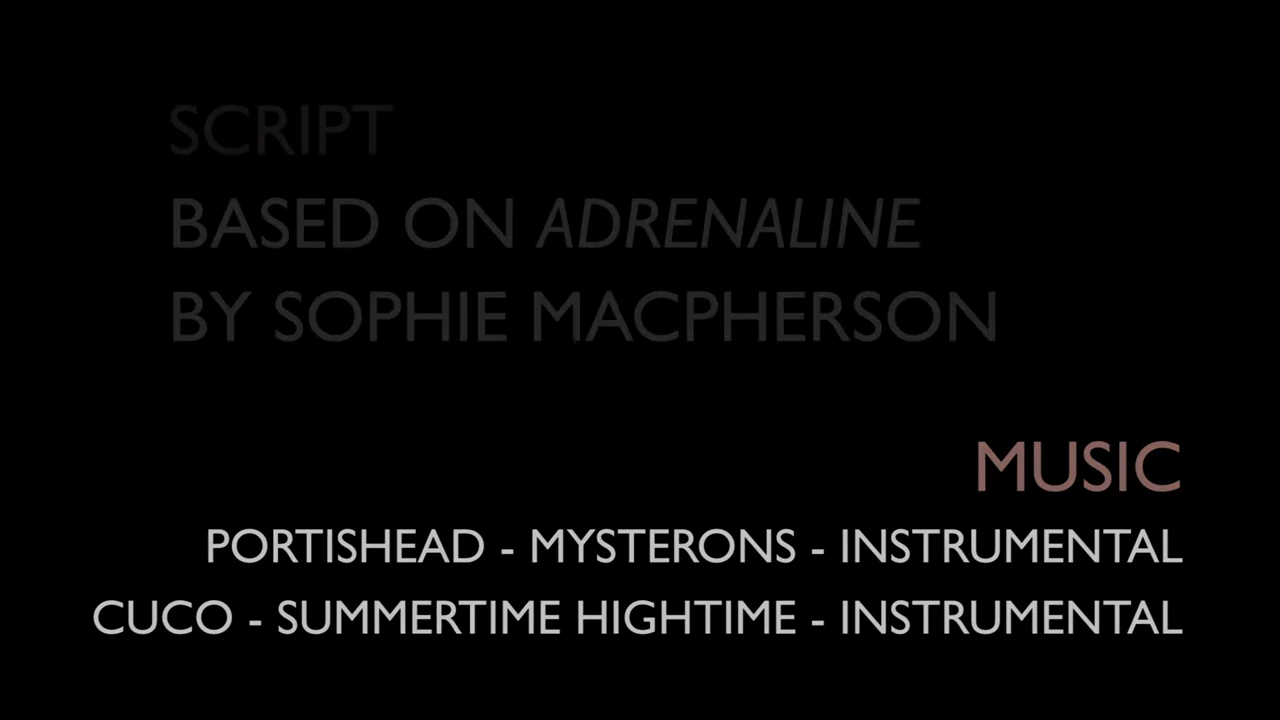 SCRIPT
BASED ON ADRENALINE
BY SOPHIE MACPHERSON
MUSIC
PORTISHEAD - MYSTERONS - INSTRUMENTAL
CUCO - SUMMERTIME HIGHTIME - INSTRUMENTAL